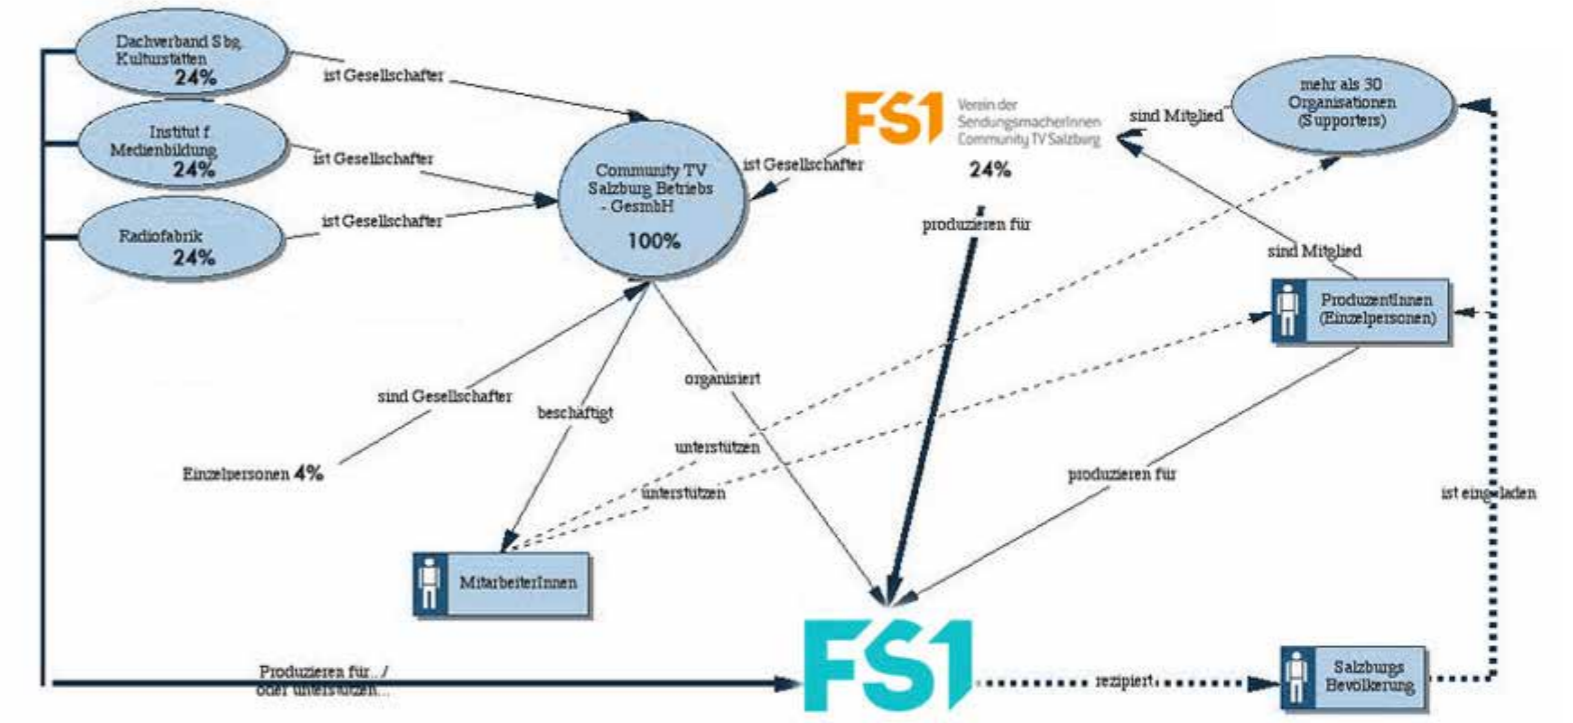 Dachverband Sbg.
Kulturstätten
24%
ist Gesellschafter
Institut f.
Medienbildung
24%
ist Gesellschafter
Radiofabrik
24%
ist Gesellschafter
Community TV
Salzburg Betriebs
- GesmbH
100%
ist Gesellschafter
FS1
Verein der
SendungsmacherInnen
Community TV Salzburg
24%
produzieren für
sind Mitglied
mehr als 30
Organisationen
(Supporters)
sind Mitglied
ProduzentInnen
(Einzelpersonen)
sind Gesellschafter
Einzelpersonen 4%
beschäftigt
organisiert
unterstützen
unterstützen
produzieren für
ist eingeladen
MitarbeiterInnen
Produzieren für../
oder unterstützen...
FS1
rezipiert
Salzburgs
Bevölkerung